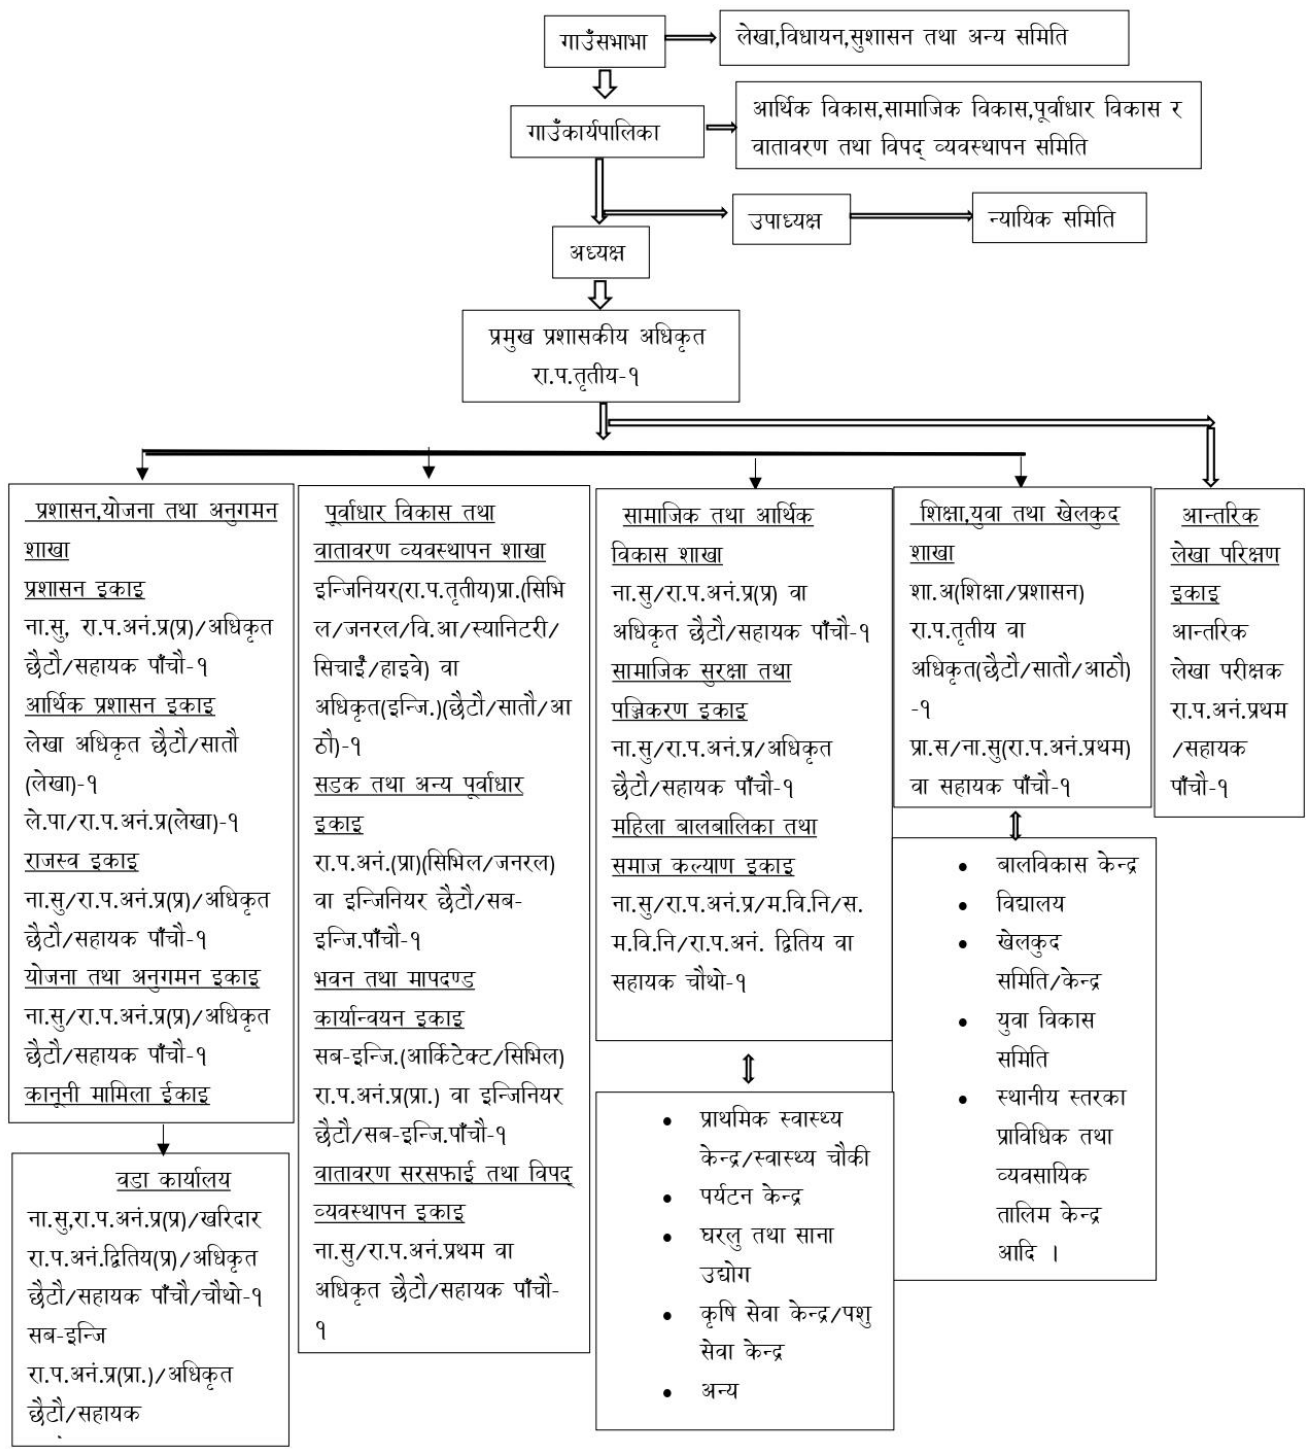 गाउँसभाभा
लेखा,विधायन,सुशासन तथा अन्य समिति
गाउँकार्यपालिका
आर्थिक विकास,सामाजिक विकास,पूर्वाधार विकास र
वातावरण तथा विपद् व्यवस्थापन समिति
उपाध्यक्ष
न्यायिक समिति
अध्यक्ष
प्रमुख प्रशासकीय अधिकृत
रा.प.तृतीय-१
प्रशासन,योजना तथा अनुगमन
शाखा
प्रशासन इकाइ
ना.सु, रा.प.अनं.प्र(प्र)/अधिकृत
छैटौ/सहायक पाँचौ-१
आर्थिक प्रशासन इकाइ
लेखा अधिकृत छैटौ/सातौ
(लेखा)-१
ले.पा/रा.प.अनं.प्र(लेखा)-१
राजस्व इकाइ
ना.सु/रा.प.अनं.प्र(प्र)/अधिकृत
छैटौ/सहायक पाँचौ-१
योजना तथा अनुगमन इकाइ
ना.सु/रा.प.अनं.प्र(प्र)/अधिकृत
छैटौ/सहायक पाँचौ-१
कानूनी मामिला ईकाइ
वडा कार्यालय
ना.सु,रा.प.अनं.प्र(प्र)/खरिदार
रा.प.अनं.द्वितिय(प्र)/अधिकृत
छैटौ/सहायक पाँचौ/चौथो-१
सब-इन्जि
रा.प.अनं.प्र(प्रा.)/अधिकृत
छैटौ/सहायक
पूर्वाधार विकास तथा
वातावरण व्यवस्थापन शाखा
इन्जिनियर(रा.प.तृतीय)प्रा.(सिभि
ल/जनरल/वि.आ/स्यानिटरी/
सिचाईँ/हाइवे) वा
अधिकृत(इन्जि.)(छैटौ/सातौ/आ
ठौ)-१
सडक तथा अन्य पूर्वाधार
इकाइ
रा.प.अनं.(प्रा)(सिभिल/जनरल)
वा इन्जिनियर छैटौ/सब-
इन्जि.पाँचौ-१
भवन तथा मापदण्ड
कार्यान्वयन इकाइ
सब-इन्जि.(आर्किटेक्ट/सिभिल)
रा.प.अनं.प्र(प्रा.) वा इन्जिनियर
छैटौ/सब-इन्जि.पाँचौ-१
वातावरण सरसफाई तथा विपद्
व्यवस्थापन इकाइ
ना.सु/रा.प.अनं.प्रथम वा
अधिकृत छैटौ/सहायक पाँचौ-
१
सामाजिक तथा आर्थिक
विकास शाखा
ना.सु/रा.प.अनं.प्र(प्र) वा
अधिकृत छैटौ/सहायक पाँचौ-१
सामाजिक सुरक्षा तथा
पञ्जिकरण इकाइ
ना.सु/रा.प.अनं.प्र/अधिकृत
छैटौ/सहायक पाँचौ-१
महिला बालबालिका तथा
समाज कल्याण इकाइ
ना.सु/रा.प.अनं.प्र/म.वि.नि/स.
म.वि.नि/रा.प.अनं. द्वितिय वा
सहायक चौथो-१
• प्राथमिक स्वास्थ्य
केन्द्र/स्वास्थ्य चौकी
• पर्यटन केन्द्र
• घरलु तथा साना
उद्योग
• कृषि सेवा केन्द्र/पशु
सेवा केन्द्र
• अन्य
शिक्षा,युवा तथा खेलकुद
शाखा
शा.अ(शिक्षा/प्रशासन)
रा.प.तृतीय वा
अधिकृत(छैटौ/सातौ/आठौ)
-१
प्रा.स/ना.सु(रा.प.अनं.प्रथम)
वा सहायक पाँचौ-१
• बालविकास केन्द्र
• विद्यालय
• खेलकुद
समिति/केन्द्र
• युवा विकास
समिति
• स्थानीय स्तरका
प्राविधिक तथा
व्यवसायिक
तालिम केन्द्र
आदि ।
आन्तरिक
लेखा परिक्षण
इकाइ
आन्तरिक
लेखा परीक्षक
रा.प.अनं.प्रथम
/सहायक
पाँचौ-१